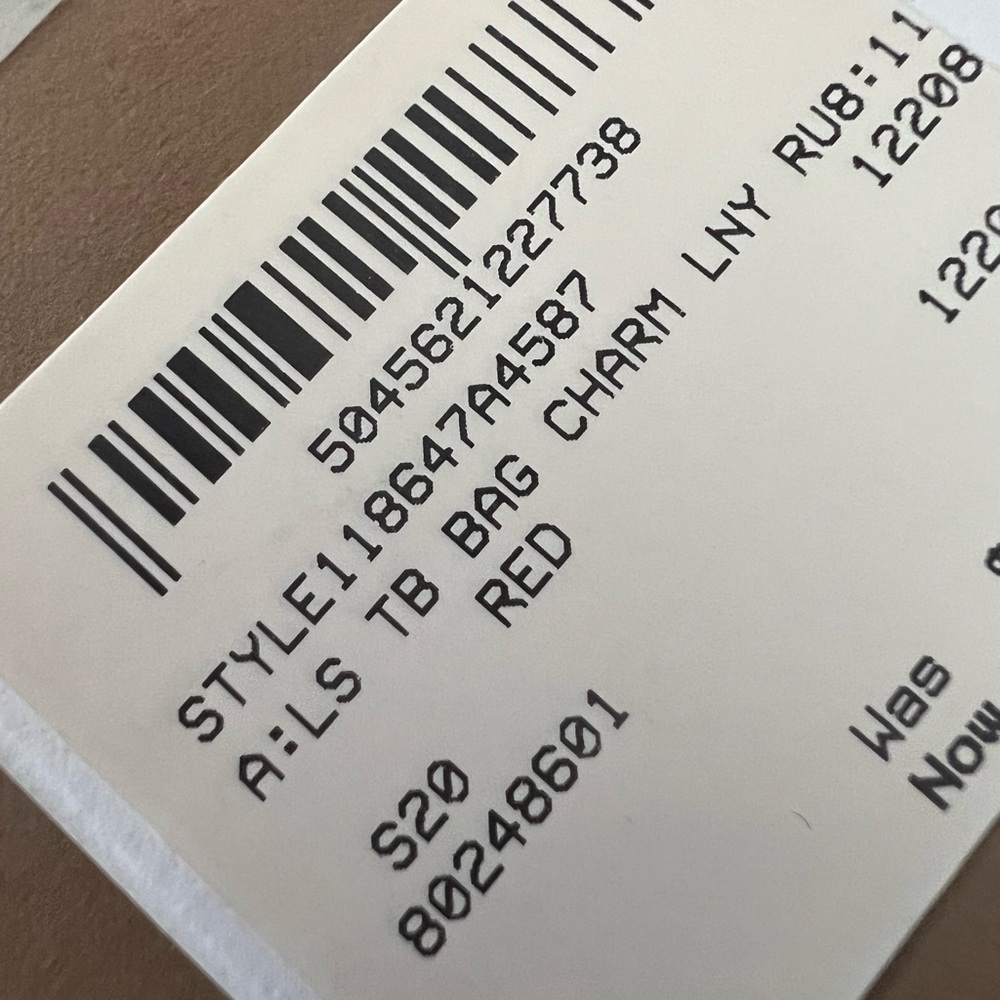 5045621227738
STYLE118647A4587
A:LS TB BAG CHARM LNY RU8:11
12208
RED
S20
80248601
Was
Now